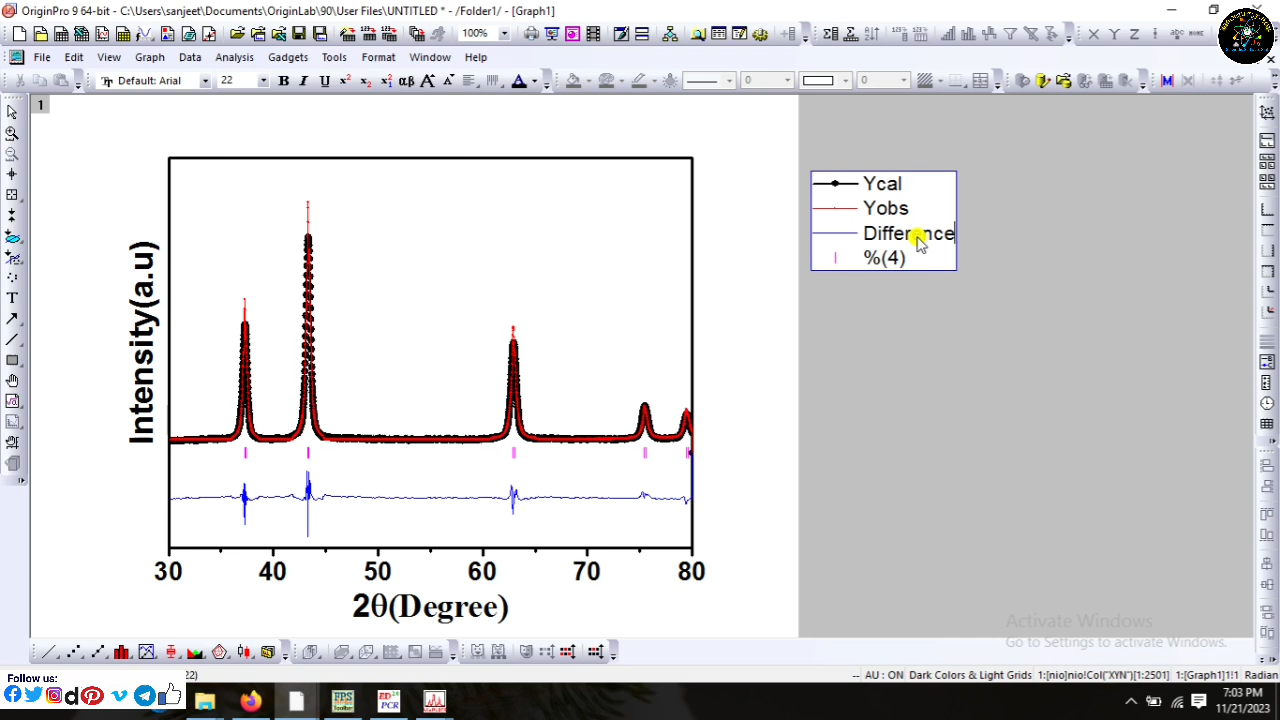 OriginPro 9 64-bit - C:\Users\sanjeet\Documents\OriginLab\90\User Files\UNTITLED * - /Folder1/ - [Graph1]
100%
File Edit View Graph Data Analysis Gadgets Tools Format Window Help
Default: Arial 22 B I U 0 0
1
Ycal
Yobs
Difference
%(4)
Intensity(a.u)
30 40 50 60 70 80
2θ(Degree)
Activate Windows
Go to Settings to activate Windows.
22) -- AU : ON Dark Colors & Light Grids 1:[nio]nio!Col("XYN")[1:2501] 1:[Graph1]1!1 Radian
Follow us:
7:03 PM
11/21/2023